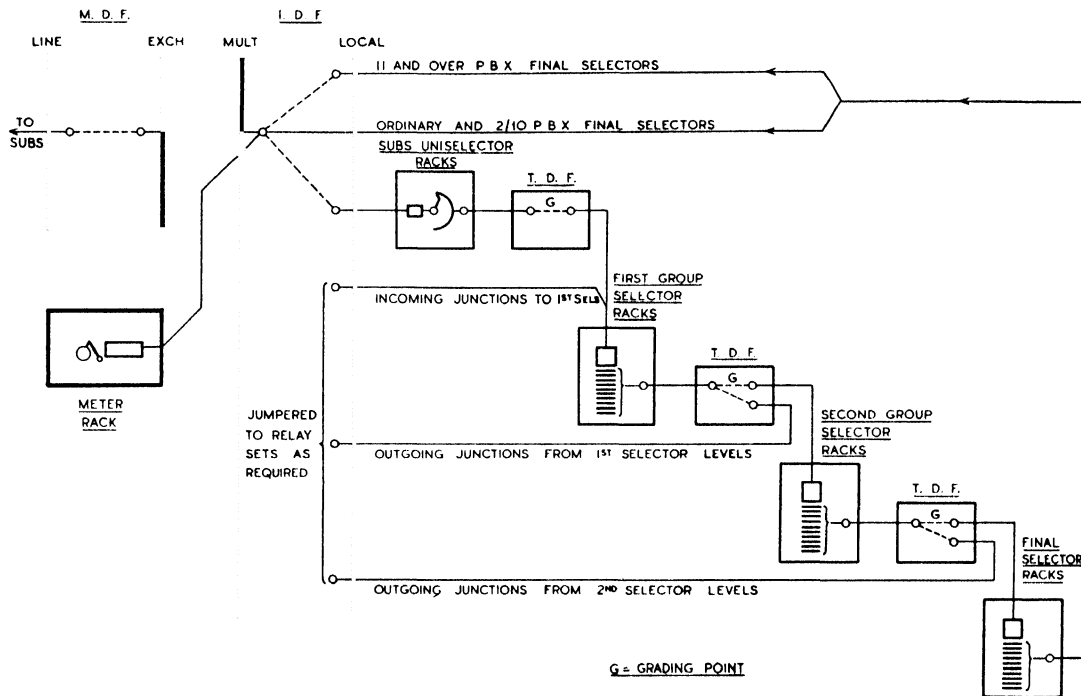 M. D. F.
I. D F
LINE
EXCH
MULT
LOCAL
II AND OVER P B X FINAL SELECTORS
TO
SUBS
ORDINARY AND 2/10 P B X FINAL SELECTORS
SUBS UNISELECTOR
RACKS
T. D. F.
G
INCOMING JUNCTIONS TO 1ST SELS
FIRST GROUP
SELECTOR
RACKS
METER
RACK
T. D. F.
G
JUMPERED
TO RELAY
SETS AS
REQUIRED
OUTGOING JUNCTIONS FROM 1ST SELECTOR LEVELS
SECOND GROUP
SELECTOR
RACKS
T. D. F.
G
FINAL
SELECTOR
RACKS
OUTGOING JUNCTIONS FROM 2ND SELECTOR LEVELS
G = GRADING POINT